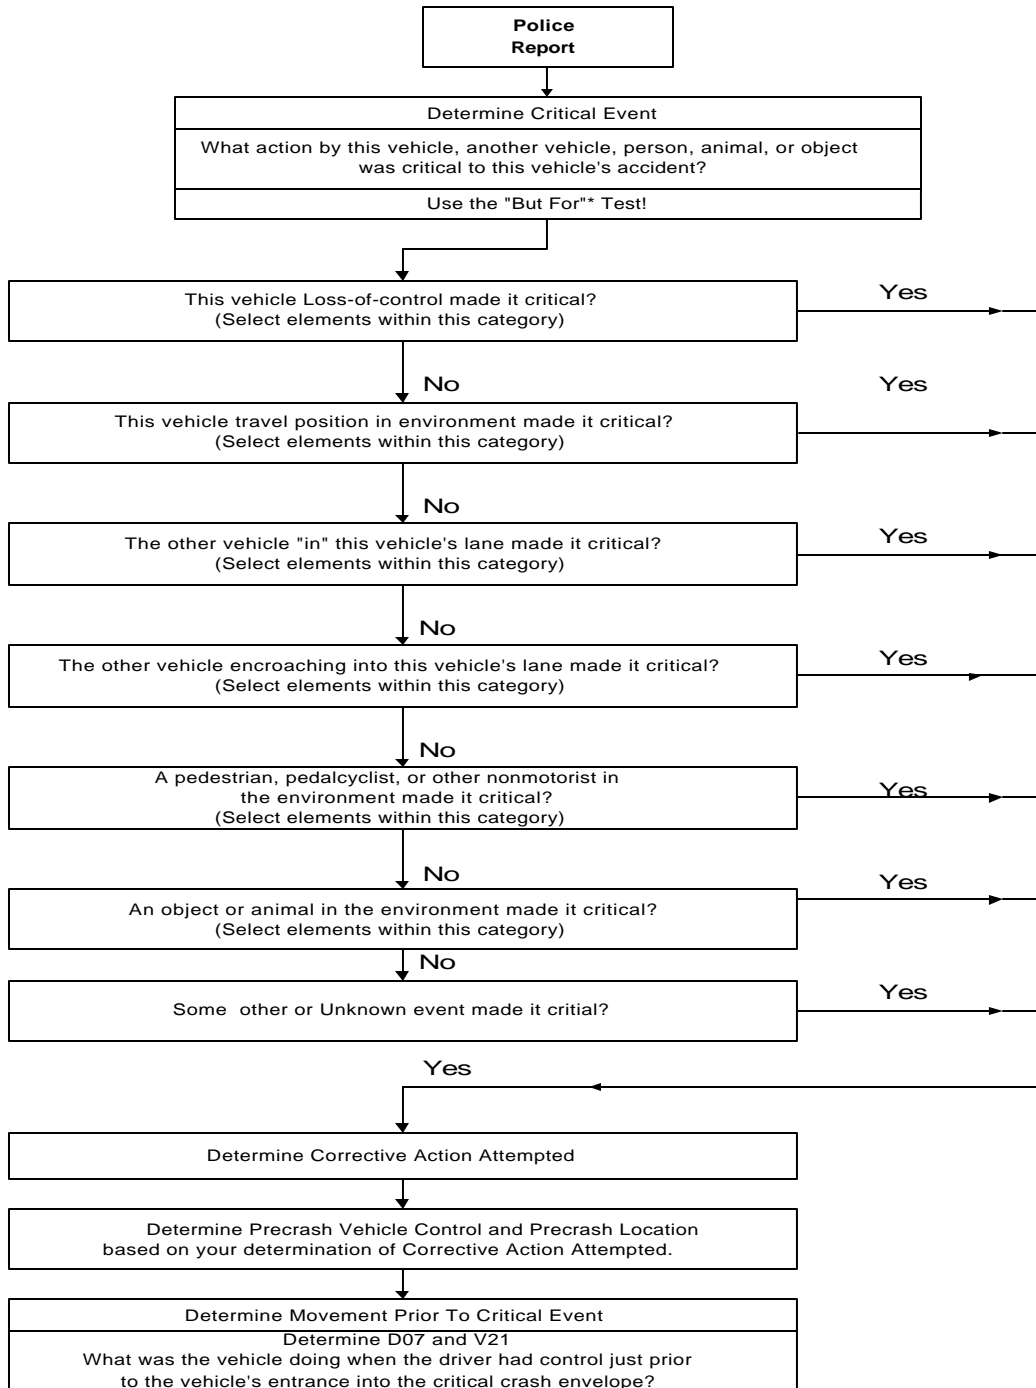 Police
Report
Determine Critical Event
What action by this vehicle, another vehicle, person, animal, or object
was critical to this vehicle's accident?
Use the "But For"* Test!
This vehicle Loss-of-control made it critical?
(Select elements within this category)
Yes
No
Yes
This vehicle travel position in environment made it critical?
(Select elements within this category)
No
The other vehicle "in" this vehicle's lane made it critical?
(Select elements within this category)
Yes
No
The other vehicle encroaching into this vehicle's lane made it critical?
(Select elements within this category)
Yes
No
A pedestrian, pedalcyclist, or other nonmotorist in
the environment made it critical?
(Select elements within this category)
Yes
No
An object or animal in the environment made it critical?
(Select elements within this category)
Yes
No
Some other or Unknown event made it critial?
Yes
Yes
Determine Corrective Action Attempted
Determine Precrash Vehicle Control and Precrash Location
based on your determination of Corrective Action Attempted.
Determine Movement Prior To Critical Event
Determine D07 and V21
What was the vehicle doing when the driver had control just prior
to the vehicle's entrance into the critical crash envelope?